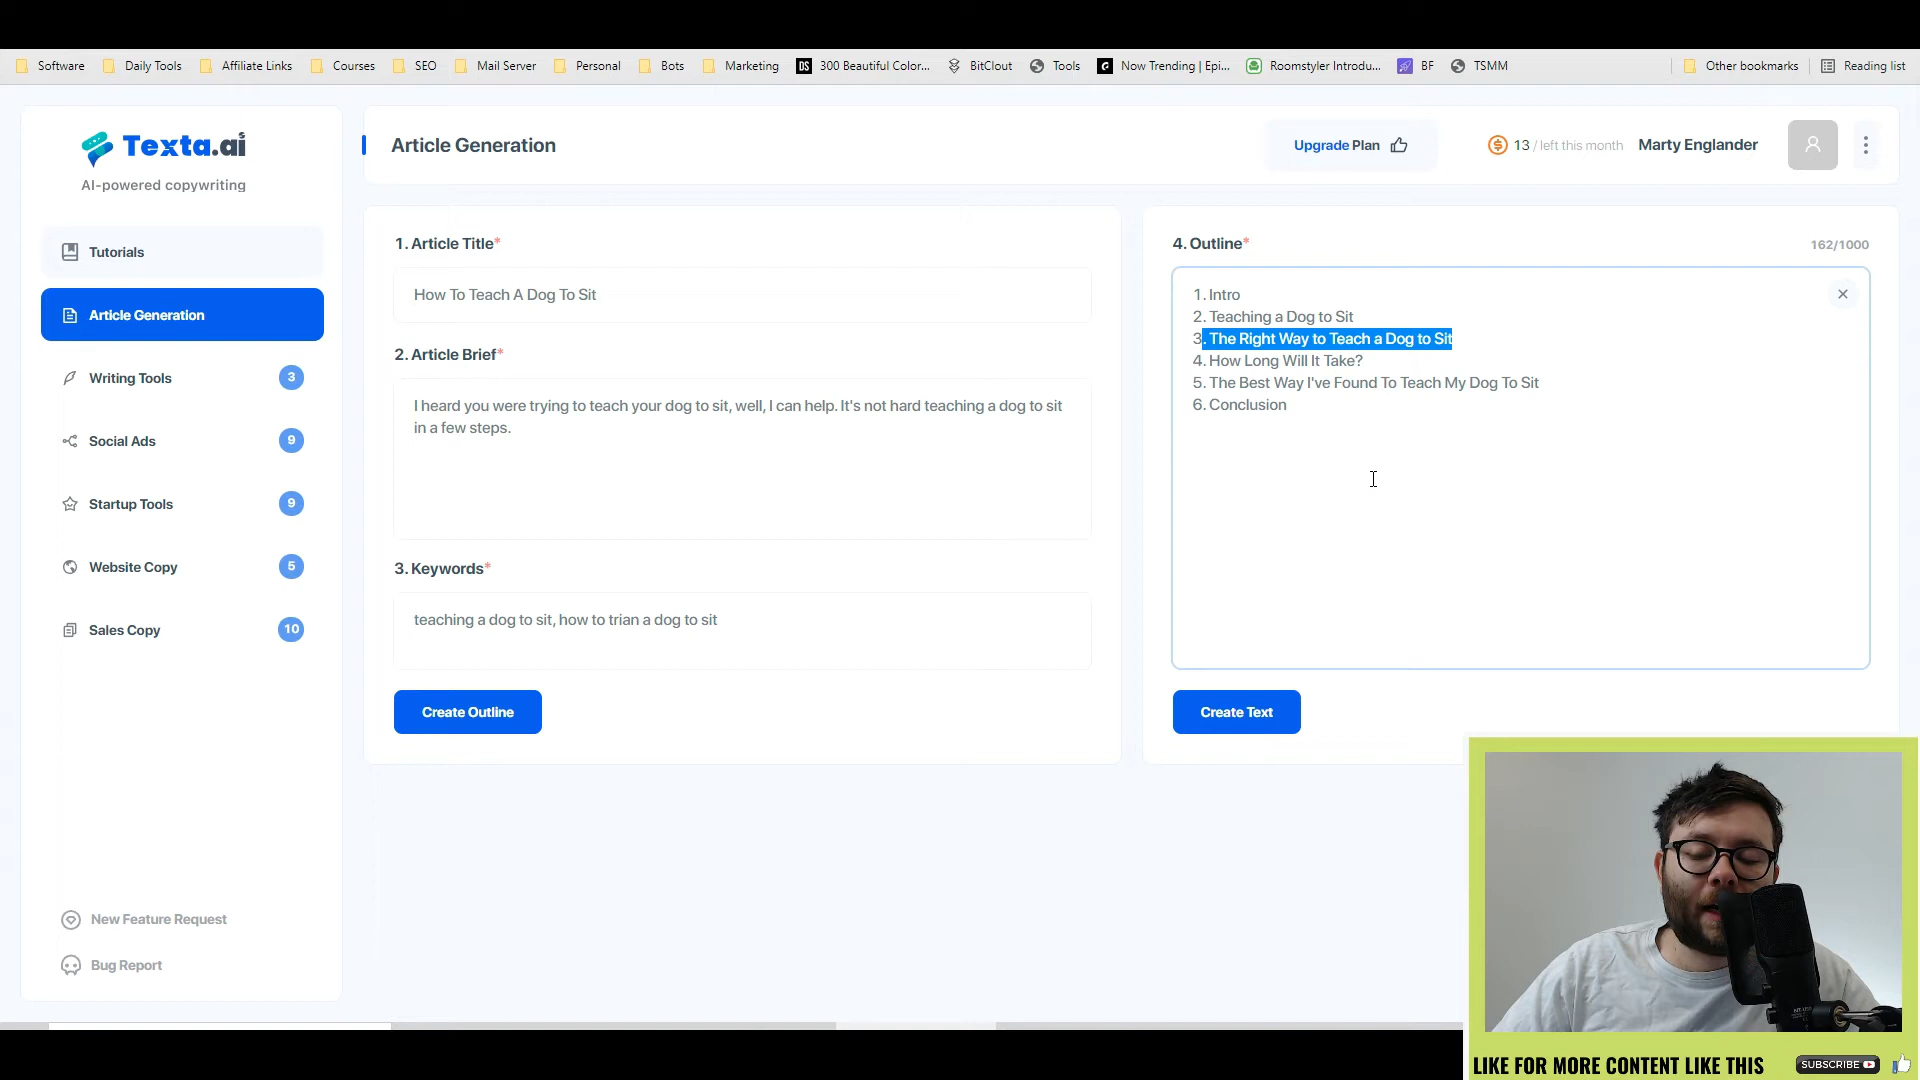 Software Daily Tools Affiliate Links Courses SEO Mail Server Personal Bots Marketing DS 300 Beautiful Color... BitClout Tools Now Trending | Epi... Roomstyler Introdu... BF TSMM Other bookmarks Reading list
Texta.ai
AI-powered copywriting
Article Generation
Upgrade Plan
13 / left this month
Marty Englander
Tutorials
Article Generation
Writing Tools 3
Social Ads 9
Startup Tools 9
Website Copy 5
Sales Copy 10
New Feature Request
Bug Report
1. Article Title*
How To Teach A Dog To Sit
2. Article Brief*
I heard you were trying to teach your dog to sit, well, I can help. It's not hard teaching a dog to sit
in a few steps.
3. Keywords*
teaching a dog to sit, how to trian a dog to sit
Create Outline
4. Outline*
162/1000
1. Intro
2. Teaching a Dog to Sit
3. The Right Way to Teach a Dog to Sit
4. How Long Will It Take?
5. The Best Way I've Found To Teach My Dog To Sit
6. Conclusion
Create Text
LIKE FOR MORE CONTENT LIKE THIS
SUBSCRIBE